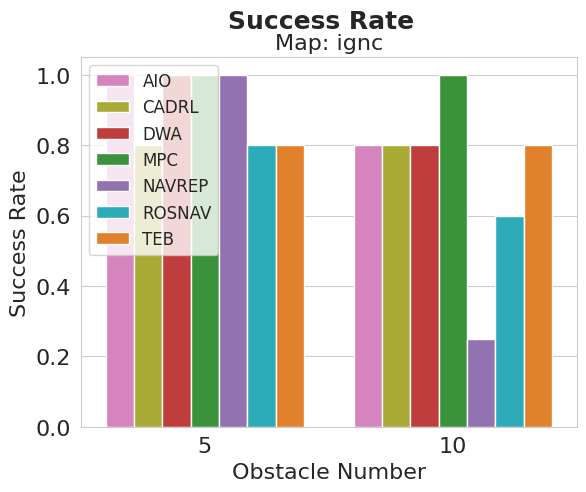 Success Rate
Map: ignc
1.0
0.8
0.6
0.4
0.2
0.0
Success Rate
AIO
CADRL
DWA
MPC
NAVREP
ROSNAV
TEB
5
10
Obstacle Number